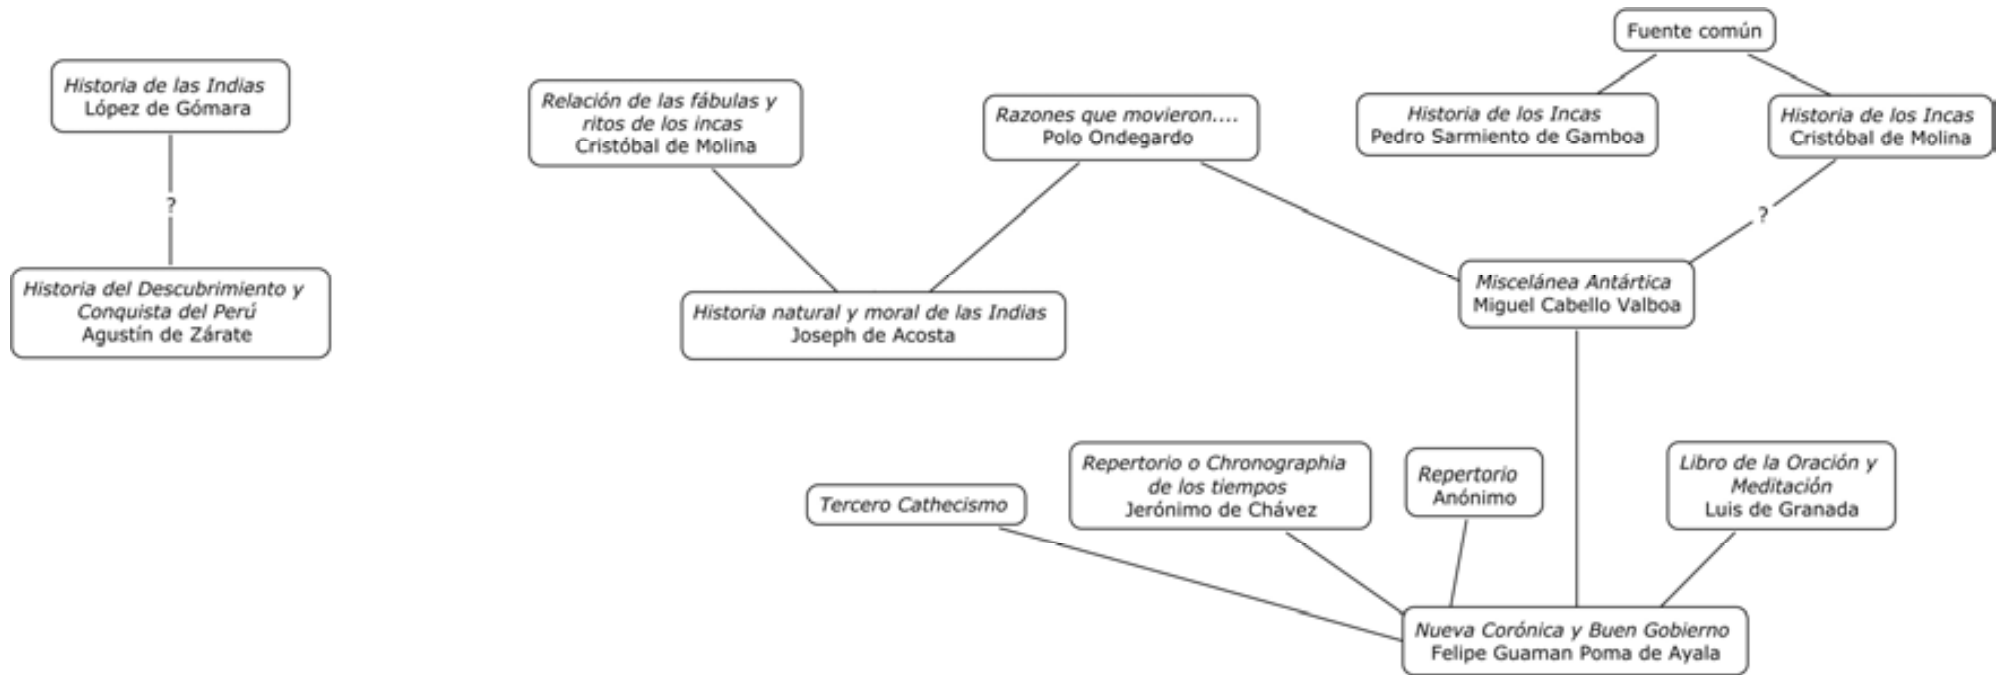 Fuente común
Historia de las Indias
López de Gómara
Relación de las fábulas y
ritos de los incas
Cristóbal de Molina
Razones que movieron....
Polo Ondegardo
Historia de los Incas
Pedro Sarmiento de Gamboa
Historia de los Incas
Cristóbal de Molina
?
?
Historia del Descubrimiento y
Conquista del Perú
Agustín de Zárate
Historia natural y moral de las Indias
Joseph de Acosta
Miscelánea Antártica
Miguel Cabello Valboa
Tercero Cathecismo
Repertorio o Chronographia
de los tiempos
Jerónimo de Chávez
Repertorio
Anónimo
Libro de la Oración y
Meditación
Luis de Granada
Nueva Corónica y Buen Gobierno
Felipe Guaman Poma de Ayala